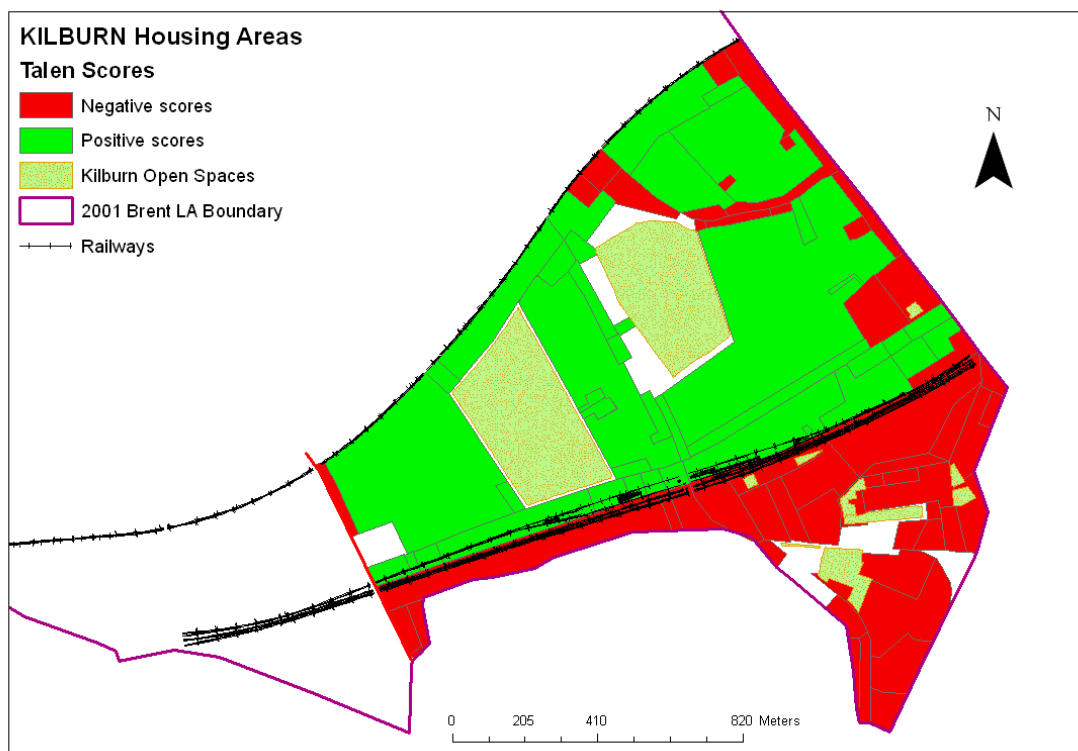 KILBURN Housing Areas
Talen Scores
Negative scores
Positive scores
Kilburn Open Spaces
2001 Brent LA Boundary
Railways
N
0 205 410 820 Meters